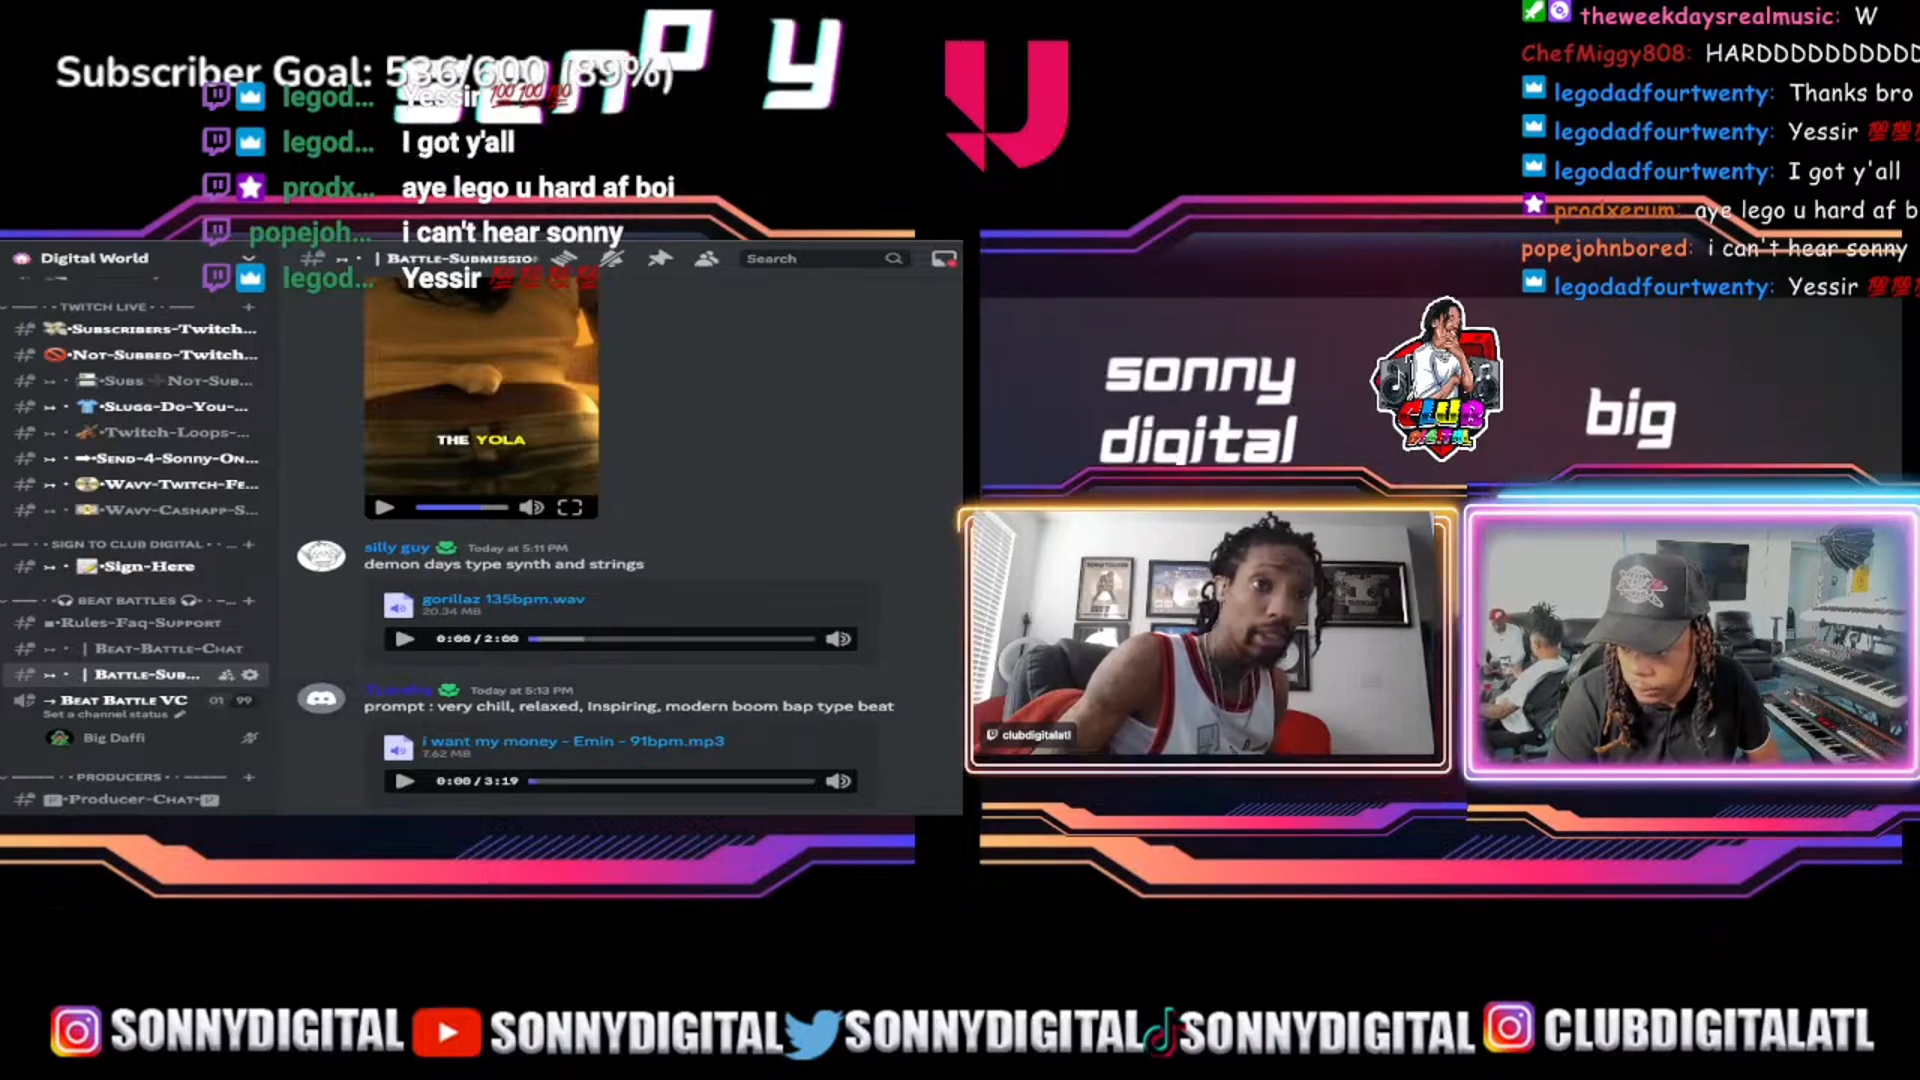 Subscriber Goal: 536/600 (89%)
legod... Yessir 💯💯💯
legod... I got y'all
prodx... aye lego u hard af boi
popejoh... i can't hear sonny
legod... Yessir 💯💯💯💯
theweekdaysrealmusic: W
ChefMiggy808: HARDDDDDDDDDD
legodadfourtwenty: Thanks bro
legodadfourtwenty: Yessir 💯💯💯
legodadfourtwenty: I got y'all
prodxerum: aye lego u hard af b
popejohnbored: i can't hear sonny
legodadfourtwenty: Yessir 💯💯💯
Digital World
TWITCH LIVE
Subscribers-Twitch...
Not-Subbed-Twitch...
Subs ➕Not-Sub...
Slugg-Do-You-...
Twitch-Loops-...
Send-4-Sonny-On...
Wavy-Twitch-Fe...
Wavy-Cashapp-S...
SIGN TO CLUB DIGITAL
Sign-Here
BEAT BATTLES
Rules-Faq-Support
Beat-Battle-Chat
Battle-Sub...
Beat Battle VC 01 99
Set a channel status
Big Daffi
PRODUCERS
Producer-Chat
Battle-Submissio
Search
THE YOLA
silly guy Today at 5:11 PM
demon days type synth and strings
gorillaz 135bpm.wav
20.34 MB
0:00 / 2:00
Today at 5:13 PM
prompt : very chill, relaxed, Inspiring, modern boom bap type beat
i want my money - Emin - 91bpm.mp3
7.62 MB
0:00 / 3:19
sonny
digital
CLUB
DIGITAL
big
clubdigitalatl
SONNYDIGITAL SONNYDIGITAL SONNYDIGITAL SONNYDIGITAL CLUBDIGITALATL